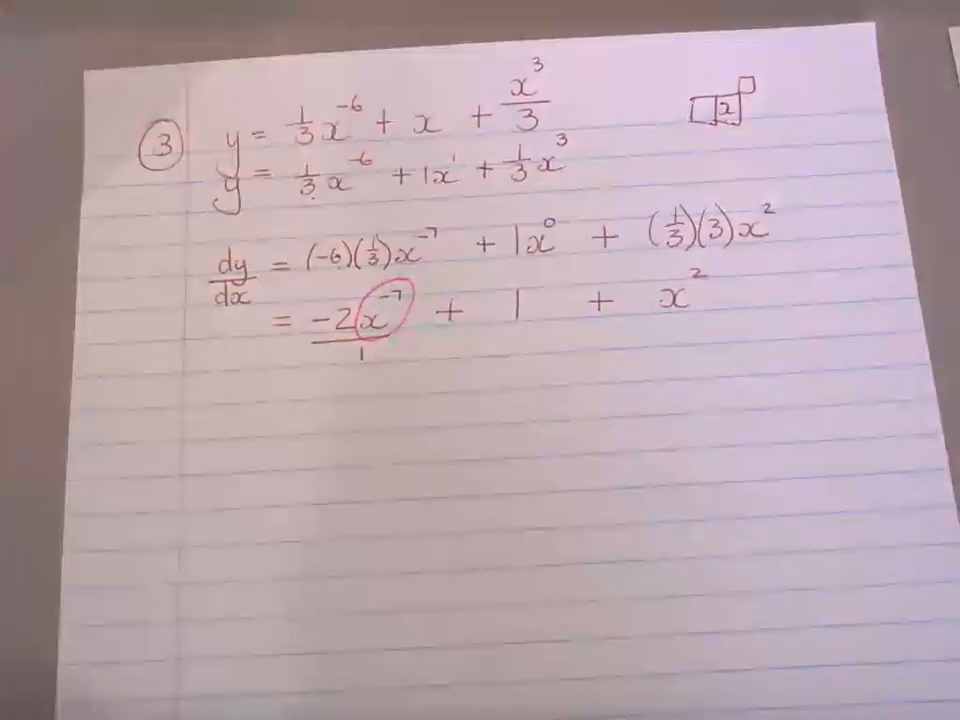 ③ y = 1/3 x^-6 + x + x^3/3
y = 1/3 x^-6 + 1x^1 + 1/3 x^3
x
dy/dx = (-6)(1/3)x^-7 + 1x^0 + (1/3)(3)x^2
= -2x^-7/1 + 1 + x^2